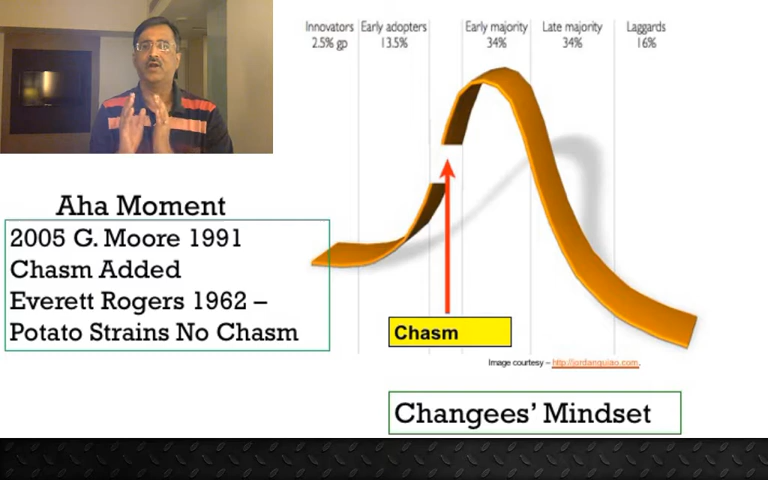 Innovators Early adopters Early majority Late majority Laggards
2.5% gp 13.5% 34% 34% 16%
Aha Moment
2005 G. Moore 1991
Chasm Added
Everett Rogers 1962 –
Potato Strains No Chasm
Chasm
Image courtesy – http://jordanguiao.com.
Changees' Mindset